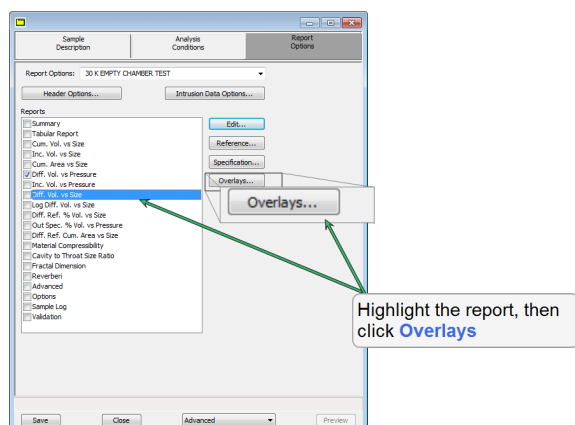 Sample Description
Analysis Conditions
Report Options
Report Options: 30 K EMPTY CHAMBER TEST
Header Options...
Intrusion Data Options...
Reports
Summary
Tabular Report
Cum. Vol. vs Size
Inc. Vol. vs Size
Cum. Area vs Size
Diff. Vol. vs Pressure
Inc. Vol. vs Pressure
Diff. Vol. vs Size
Log Diff. Vol. vs Size
Diff. Ref. % Vol. vs Size
Out Spec. % Vol. vs Pressure
Diff. Ref. Cum. Area vs Size
Material Compressibility
Cavity to Throat Size Ratio
Fractal Dimension
Reverberi
Advanced
Options
Sample Log
Validation
Edit...
Reference...
Specification...
Overlays...
Overlays...
Highlight the report, then
click Overlays
Save
Close
Advanced
Preview